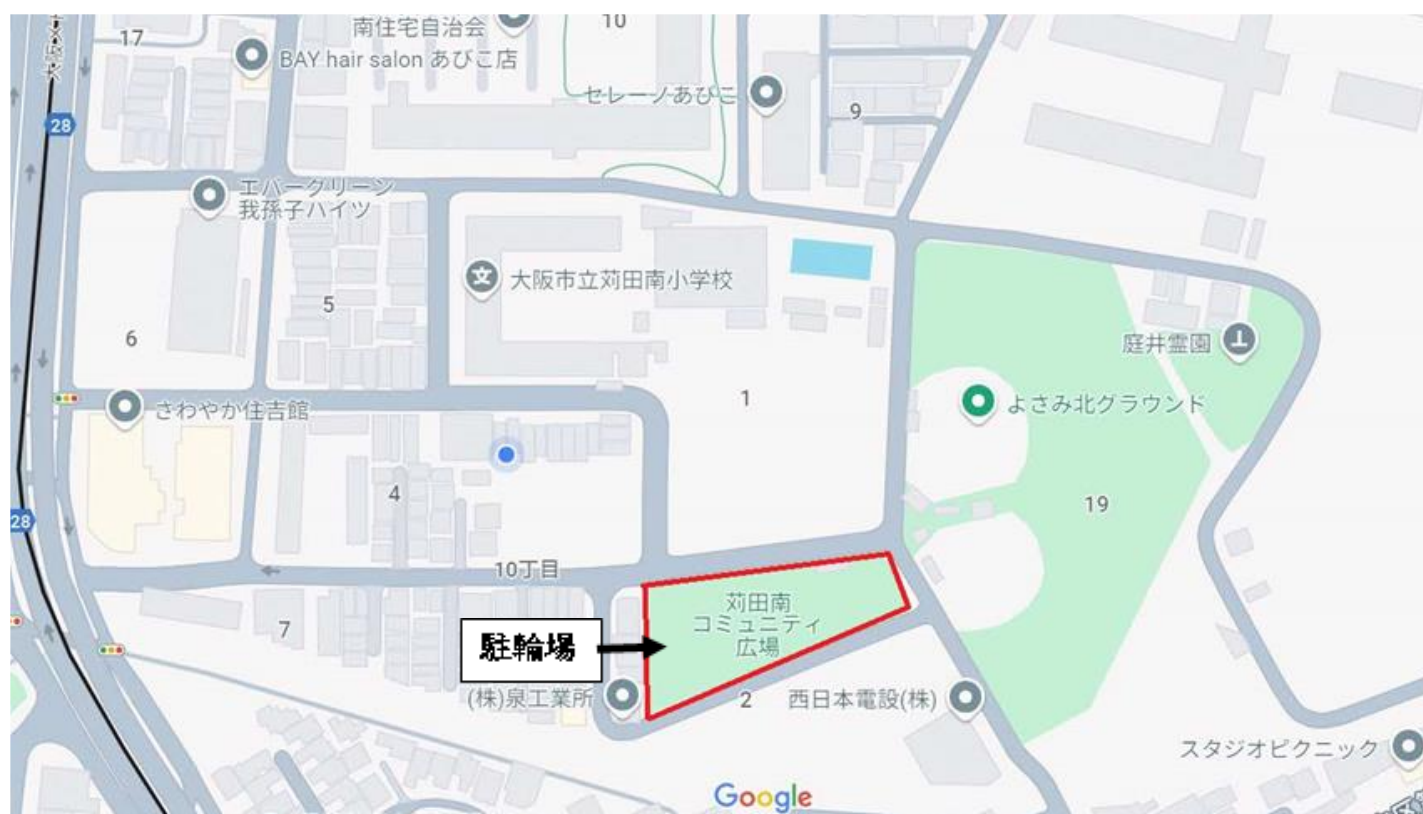 南住宅自治会
10
17
BAY hair salon あびこ店
セレーノあびこ
9
28
エバーグリーン
我孫子ハイツ
大阪市立苅田南小学校
5
庭井霊園
6
1
よさみ北グラウンド
さわやか住吉館
4
19
28
10丁目
苅田南
コミュニティ
広場
7
駐輪場
(株)泉工業所
2
西日本電設(株)
スタジオピクニック
Google